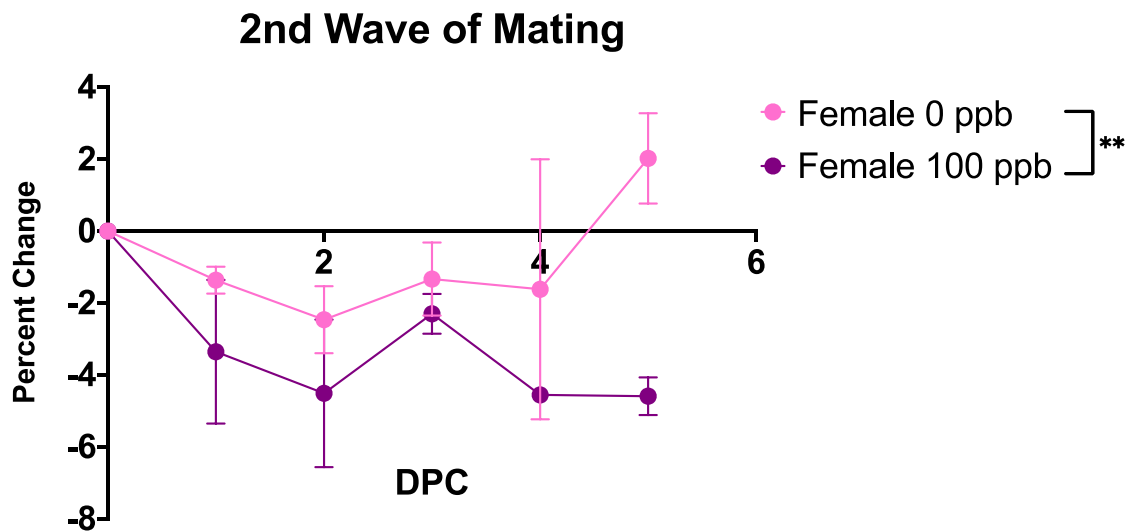 2nd Wave of Mating
Percent Change
4
2
0
-2
-4
-6
-8
2
4
6
DPC
Female 0 ppb
Female 100 ppb
**